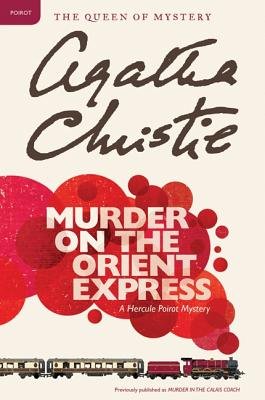 POIROT
THE QUEEN OF MYSTERY
Agatha
Christie
MURDER
ON THE
ORIENT
EXPRESS
A Hercule Poirot Mystery
Previously published as MURDER IN THE CALAIS COACH